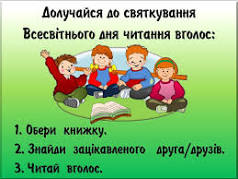 Долучайся до святкування
Всесвітнього дня читання вголос:
1. Обери книжку.
2. Знайди зацікавленого друга/друзів.
3. Читай вголос.